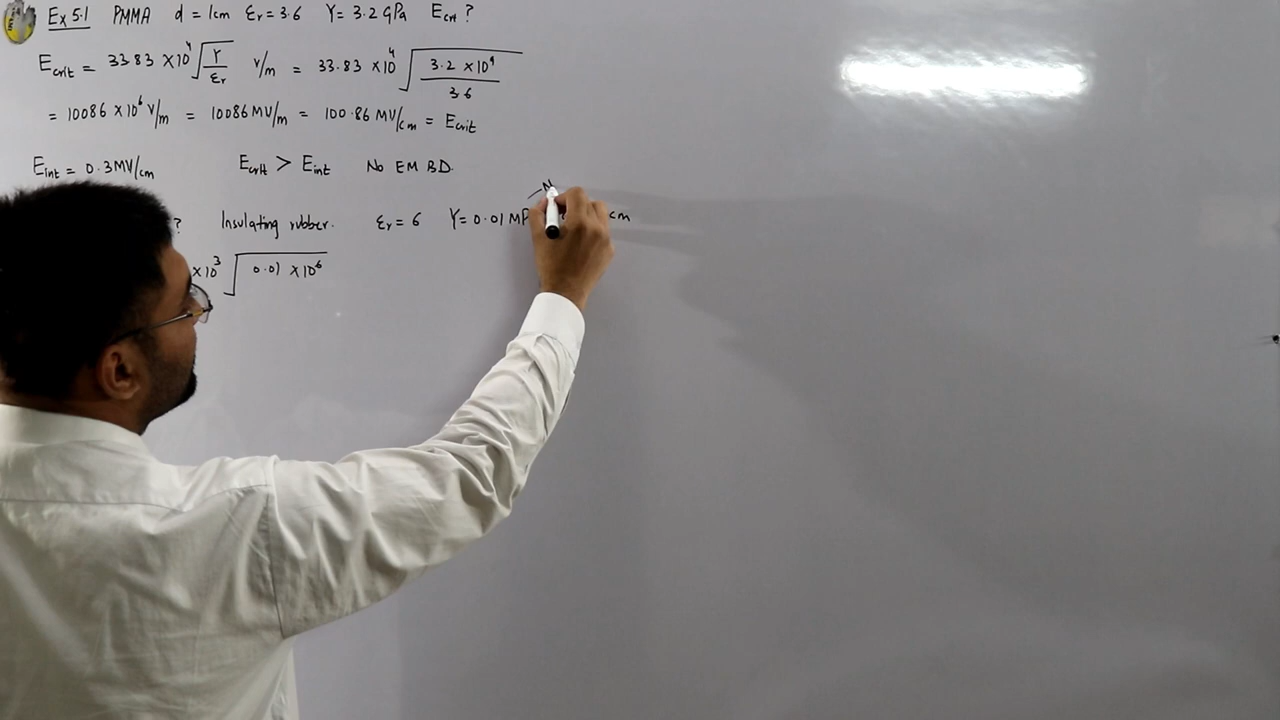 Ex 5.1 PMMA d = 1cm εr = 3.6 Y = 3.2 GPa Ecrit ?
Ecrit = 33.83 ×10⁴ √(Y/εr) V/m = 33.83 ×10⁴ √(3.2 ×10⁹/3.6)
= 10086 ×10⁶ V/m = 10086 MV/m = 100.86 MV/cm = Ecrit
Eint = 0.3 MV/cm Ecrit > Eint No EM BD.
? Insulating rubber. εr = 6 Y = 0.01 MP cm
×10³ √(0.01 ×10⁶